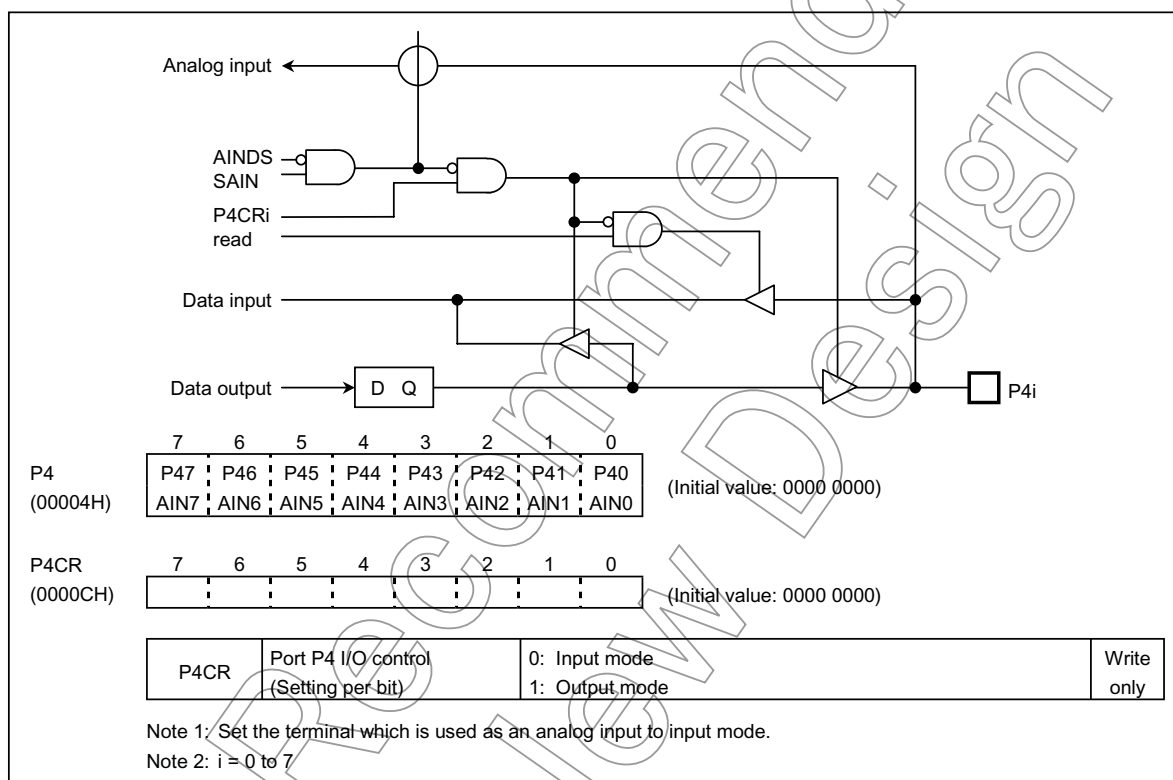 Analog input
AINDS
SAIN
P4CRi
read
Data input
Data output
D Q
P4i
7 6 5 4 3 2 1 0
P4
(00004H)
P47 P46 P45 P44 P43 P42 P41 P40
AIN7 AIN6 AIN5 AIN4 AIN3 AIN2 AIN1 AIN0
(Initial value: 0000 0000)
P4CR
(0000CH)
7 6 5 4 3 2 1 0
(Initial value: 0000 0000)
P4CR
Port P4 I/O control
(Setting per bit)
0: Input mode
1: Output mode
Write
only
Note 1: Set the terminal which is used as an analog input to input mode.
Note 2: i = 0 to 7
Recommend
Design